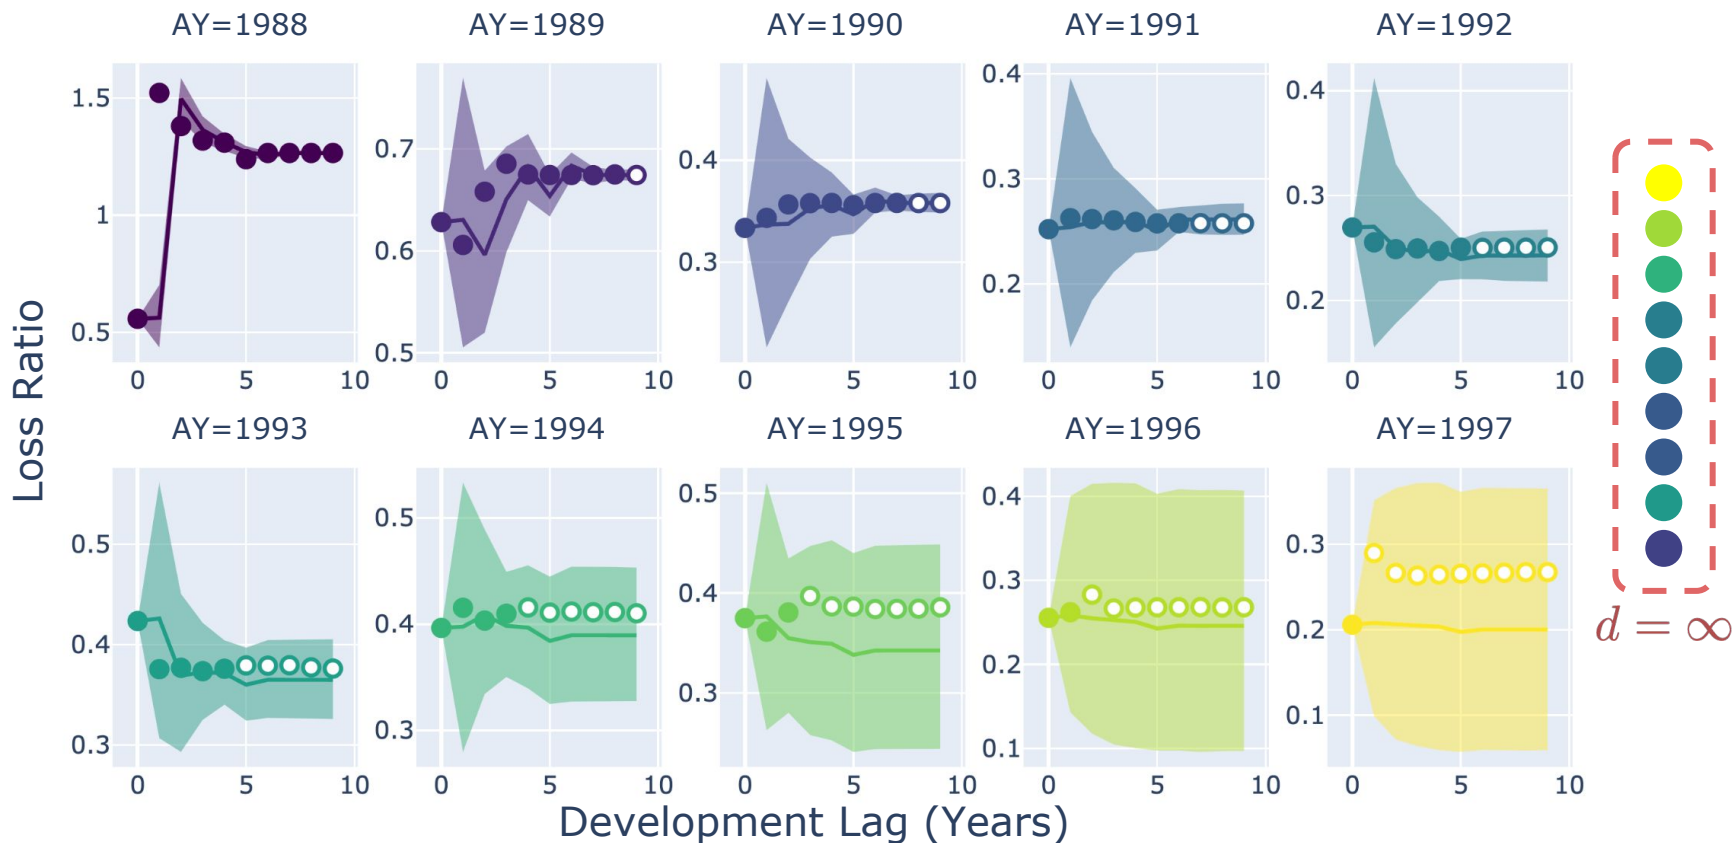 AY=1988 AY=1989 AY=1990 AY=1991 AY=1992
1.5 1 0.5
0.7 0.6 0.5
0.4 0.3
0.4 0.3 0.2
0.4 0.3 0.2
0 5 10 0 5 10 0 5 10 0 5 10 0 5 10
Loss Ratio
AY=1993 AY=1994 AY=1995 AY=1996 AY=1997
0.5 0.4 0.3
0.5 0.4 0.3
0.5 0.4 0.3
0.4 0.3 0.2 0.1
0.3 0.2 0.1
0 5 10 0 5 10 0 5 10 0 5 10 0 5 10
Development Lag (Years)
d = ∞